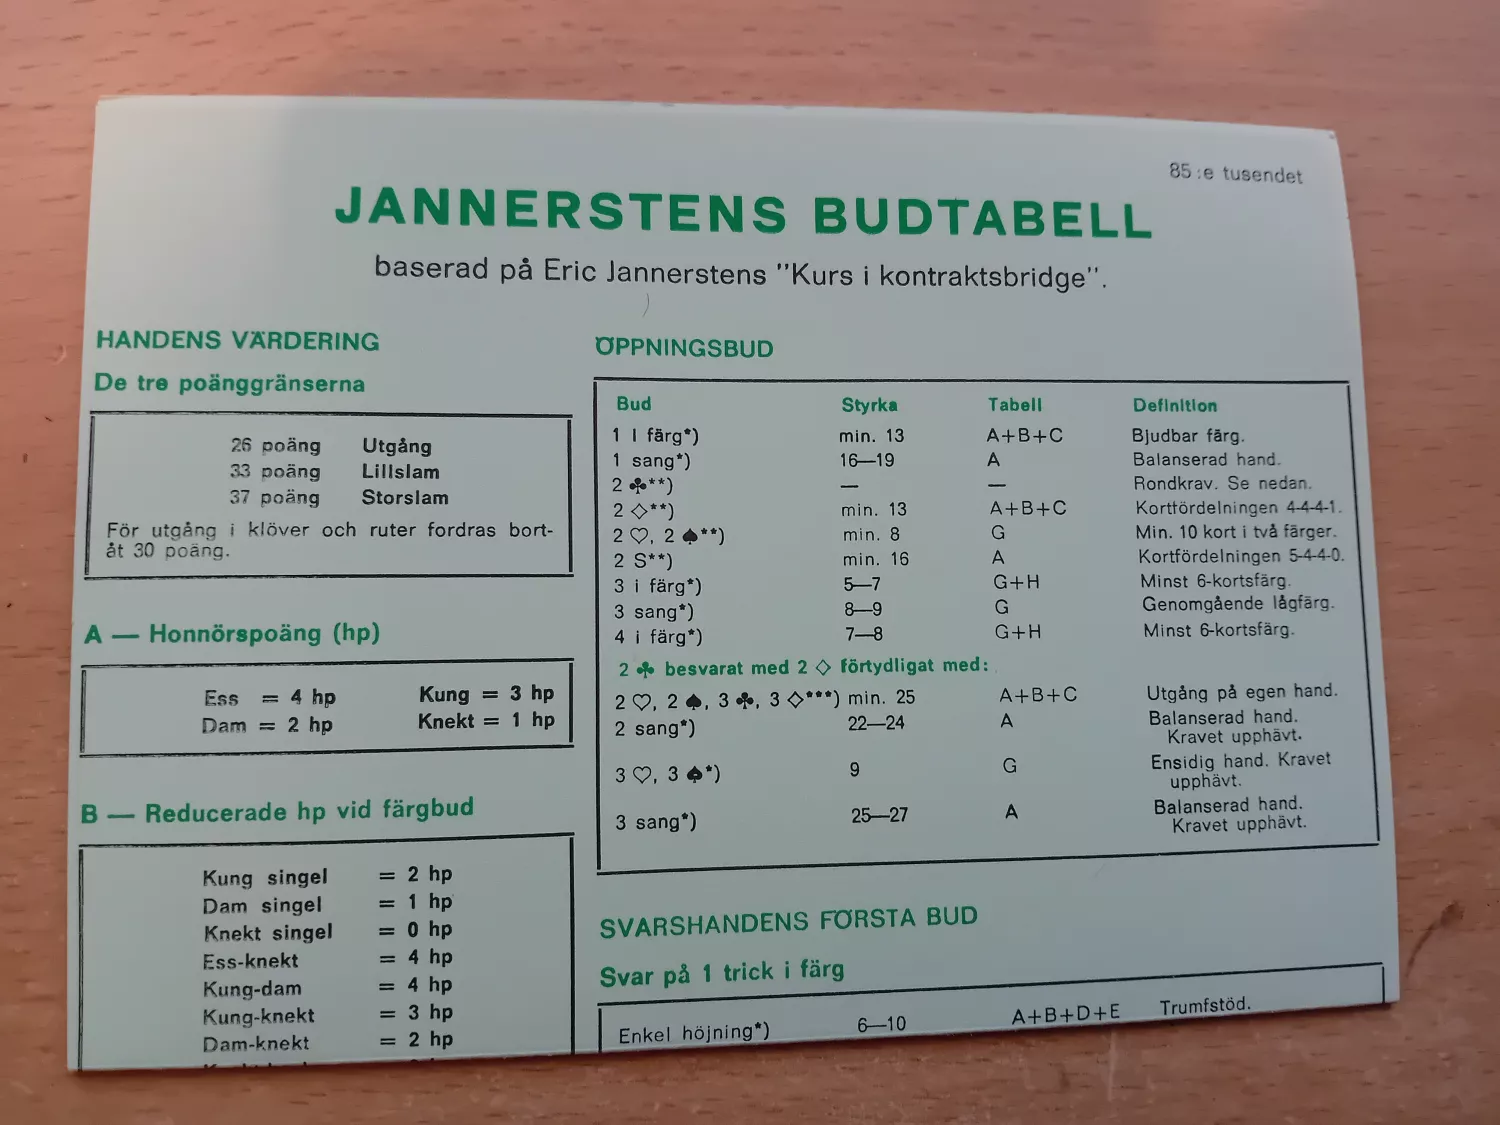 85:e tusendet
JANNERSTENS BUDTABELL
baserad på Eric Jannerstens "Kurs i kontraktsbridge".
HANDENS VÄRDERING
De tre poänggränserna
26 poäng Utgång
33 poäng Lillslam
37 poäng Storslam
För utgång i klöver och ruter fordras bort-
åt 30 poäng.
A — Honnörspoäng (hp)
Ess = 4 hp Kung = 3 hp
Dam = 2 hp Knekt = 1 hp
B — Reducerade hp vid färgbud
Kung singel = 2 hp
Dam singel = 1 hp
Knekt singel = 0 hp
Ess-knekt = 4 hp
Kung-dam = 4 hp
Kung-knekt = 3 hp
Dam-knekt = 2 hp
ÖPPNINGSBUD
Bud Styrka Tabell Definition
1 I färg*) min. 13 A+B+C Bjudbar färg.
1 sang*) 16—19 A Balanserad hand.
2 ♣**) — — Rondkrav. Se nedan.
2 ♢**) min. 13 A+B+C Korttördelningen 4-4-4-1.
2 ♡, 2 ♠**) min. 8 G Min. 10 kort i två färger.
2 S**) min. 16 A Kortfördelningen 5-4-4-0.
3 i färg*) 5—7 G+H Minst 6-kortsfärg.
3 sang*) 8—9 G Genomgående lågfärg.
4 i färg*) 7—8 G+H Minst 6-kortsfärg.
2 ♣ besvarat med 2 ♢ förtydligat med:
2 ♡, 2 ♠, 3 ♣, 3 ♢***) min. 25 A+B+C Utgång på egen hand.
2 sang*) 22—24 A Balanserad hand.
Kravet upphävt.
3 ♡, 3 ♠*) 9 G Ensidig hand. Kravet
upphävt.
3 sang*) 25—27 A Balanserad hand.
Kravet upphävt.
SVARSHANDENS FÖRSTA BUD
Svar på 1 trick i färg
Enkel höjning*) 6—10 A+B+D+E Trumfstöd.